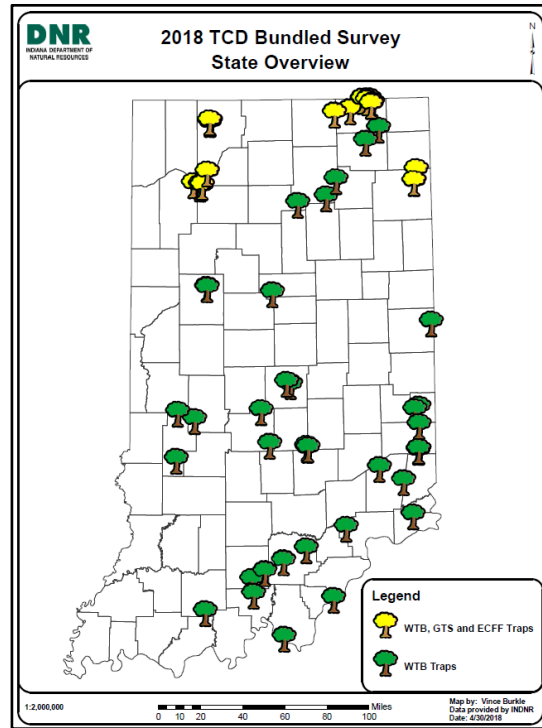 DNR
INDIANA DEPARTMENT OF
NATURAL RESOURCES
2018 TCD Bundled Survey
State Overview
N
Legend
WTB, GTS and ECFF Traps
WTB Traps
1:2,000,000
Miles
0 10 20 40 60 80 100
Map by: Vince Burkle
Data provided by INDNR
Date: 4/30/2018